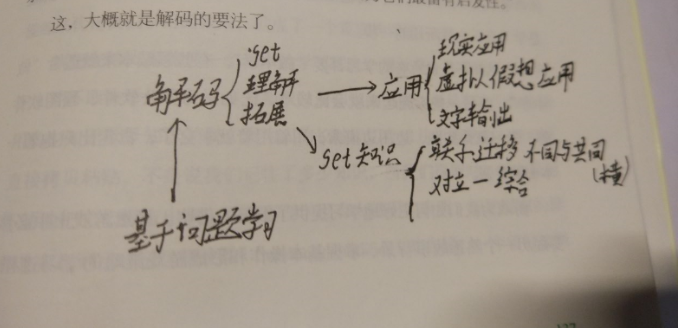 这,大概就是解码的要法了。
解码
get
理解
拓展
应用
现实应用
虚拟假想应用
文字输出
get知识
联系迁移 不同与共同
对立—综合
基于问题学习